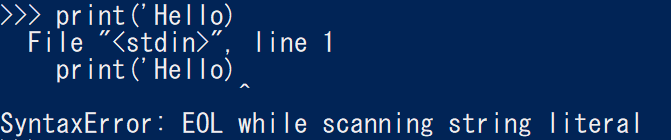 >>> print('Hello)
  File "<stdin>", line 1
    print('Hello)
                ^
SyntaxError: EOL while scanning string literal